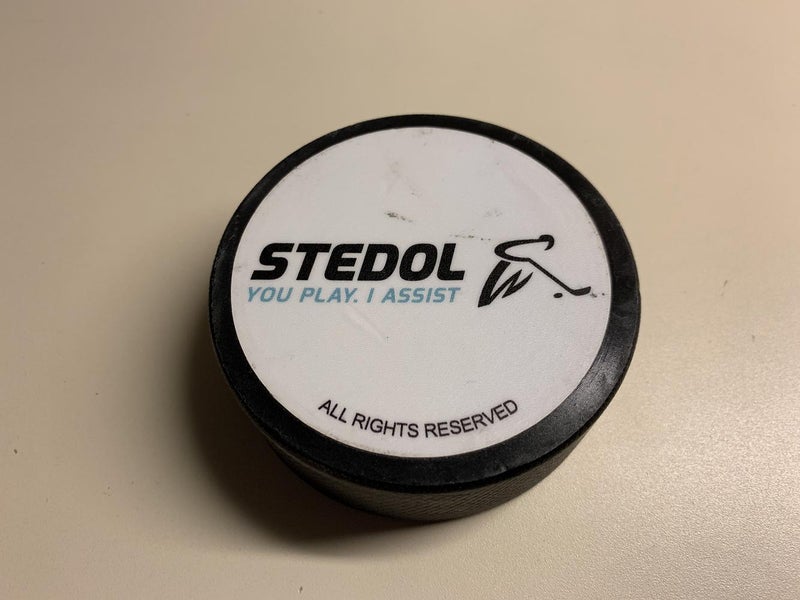 STEDOL
YOU PLAY. I ASSIST
ALL RIGHTS RESERVED